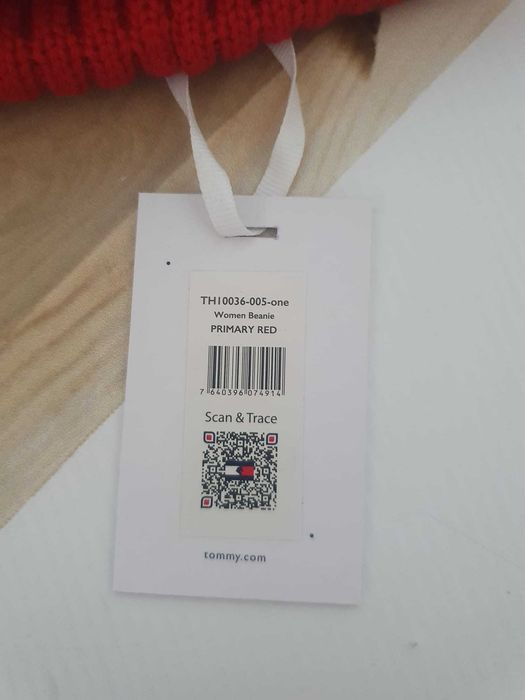 TH10036-005-one
Women Beanie
PRIMARY RED
7 640396 074914
Scan & Trace
tommy.com